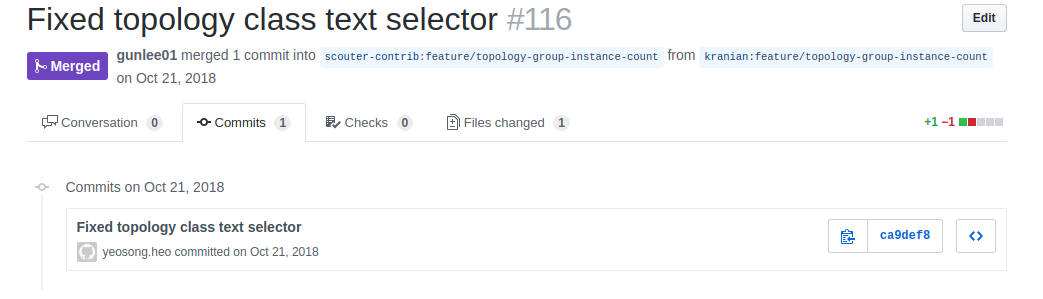 Fixed topology class text selector #116
Edit
Merged gunlee01 merged 1 commit into scouter-contrib:feature/topology-group-instance-count from kranian:feature/topology-group-instance-count
on Oct 21, 2018
Conversation 0 Commits 1 Checks 0 Files changed 1 +1 −1
Commits on Oct 21, 2018
Fixed topology class text selector
yeosong.heo committed on Oct 21, 2018
ca9def8